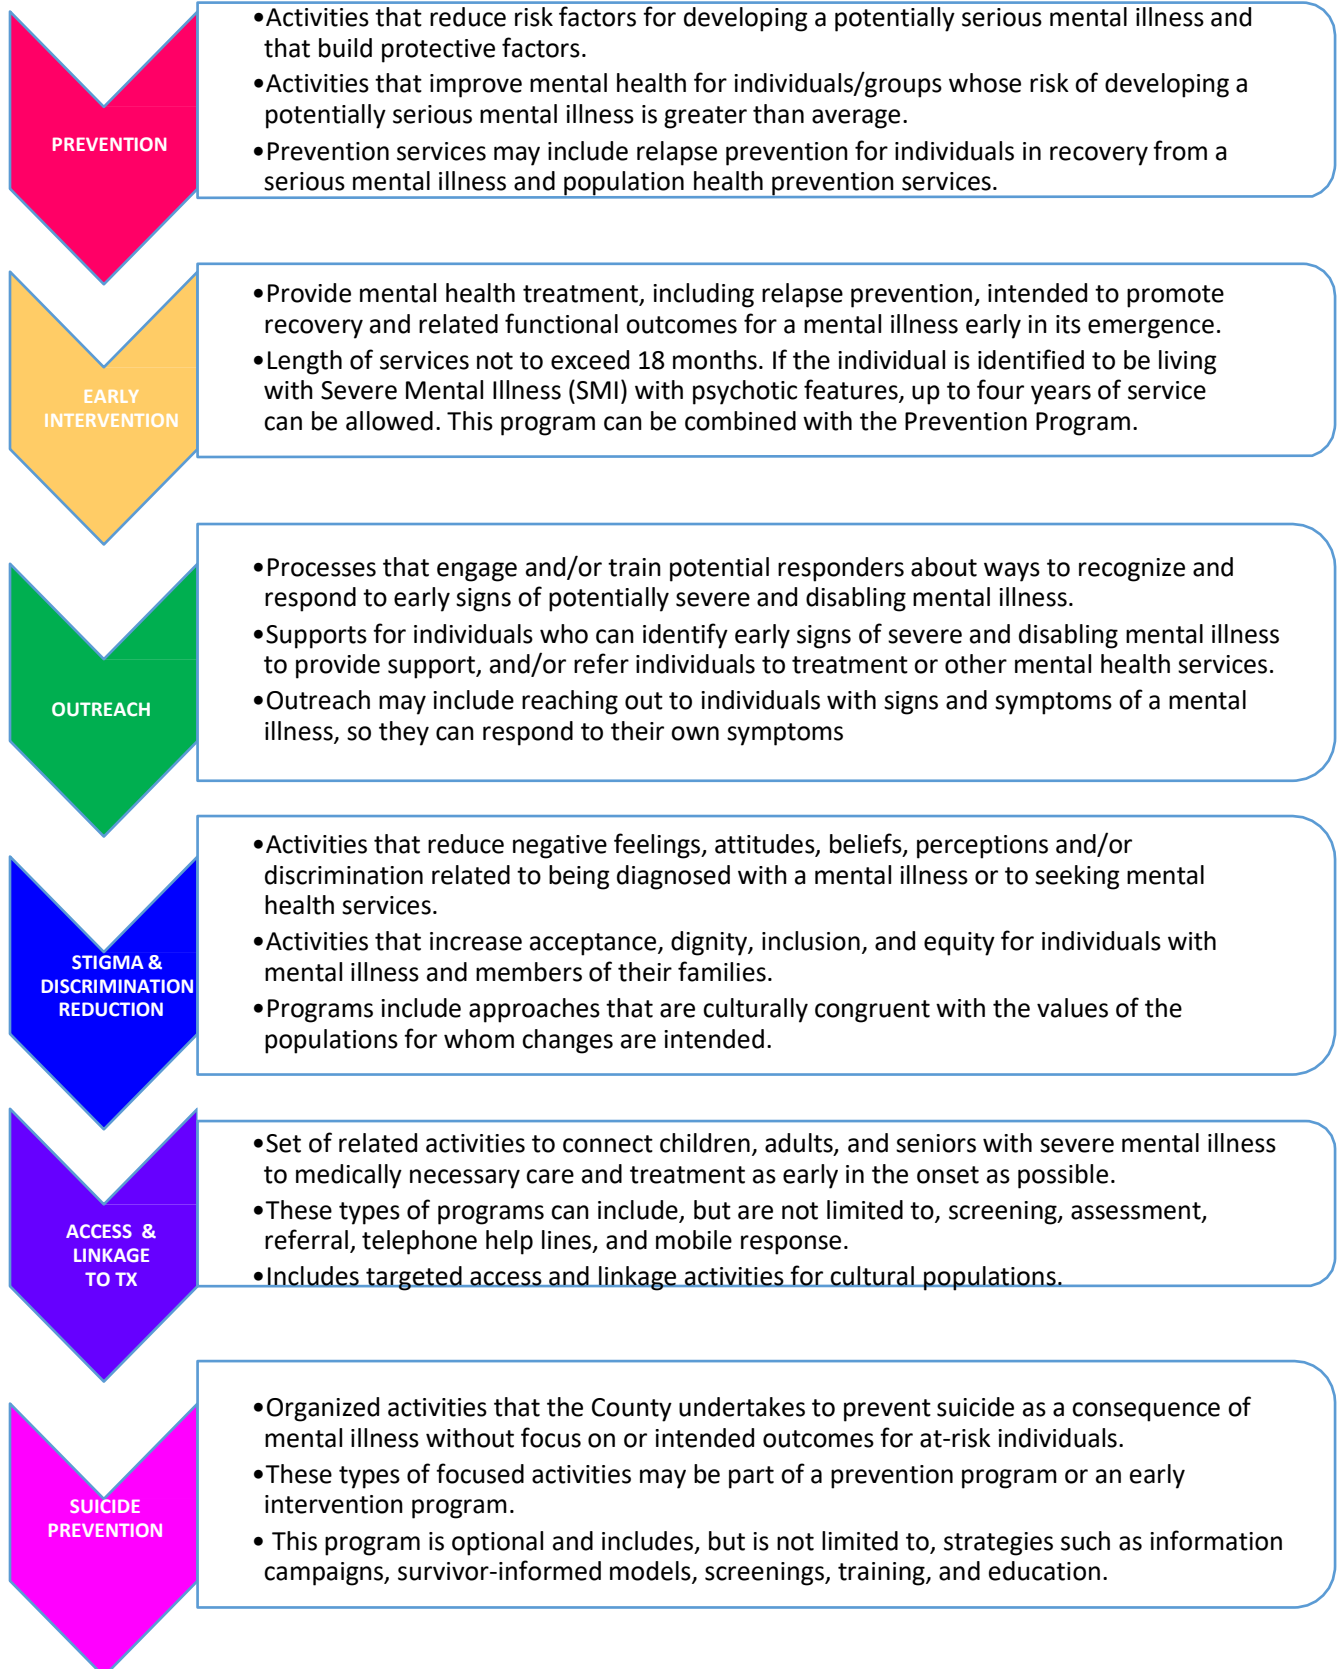 PREVENTION
•Activities that reduce risk factors for developing a potentially serious mental illness and
that build protective factors.
•Activities that improve mental health for individuals/groups whose risk of developing a
potentially serious mental illness is greater than average.
•Prevention services may include relapse prevention for individuals in recovery from a
serious mental illness and population health prevention services.
EARLY
INTERVENTION
•Provide mental health treatment, including relapse prevention, intended to promote
recovery and related functional outcomes for a mental illness early in its emergence.
•Length of services not to exceed 18 months. If the individual is identified to be living
with Severe Mental Illness (SMI) with psychotic features, up to four years of service
can be allowed. This program can be combined with the Prevention Program.
OUTREACH
•Processes that engage and/or train potential responders about ways to recognize and
respond to early signs of potentially severe and disabling mental illness.
•Supports for individuals who can identify early signs of severe and disabling mental illness
to provide support, and/or refer individuals to treatment or other mental health services.
•Outreach may include reaching out to individuals with signs and symptoms of a mental
illness, so they can respond to their own symptoms
STIGMA &
DISCRIMINATION
REDUCTION
•Activities that reduce negative feelings, attitudes, beliefs, perceptions and/or
discrimination related to being diagnosed with a mental illness or to seeking mental
health services.
•Activities that increase acceptance, dignity, inclusion, and equity for individuals with
mental illness and members of their families.
•Programs include approaches that are culturally congruent with the values of the
populations for whom changes are intended.
ACCESS &
LINKAGE
TO TX
•Set of related activities to connect children, adults, and seniors with severe mental illness
to medically necessary care and treatment as early in the onset as possible.
•These types of programs can include, but are not limited to, screening, assessment,
referral, telephone help lines, and mobile response.
•Includes targeted access and linkage activities for cultural populations.
SUICIDE
PREVENTION
•Organized activities that the County undertakes to prevent suicide as a consequence of
mental illness without focus on or intended outcomes for at-risk individuals.
•These types of focused activities may be part of a prevention program or an early
intervention program.
• This program is optional and includes, but is not limited to, strategies such as information
campaigns, survivor-informed models, screenings, training, and education.